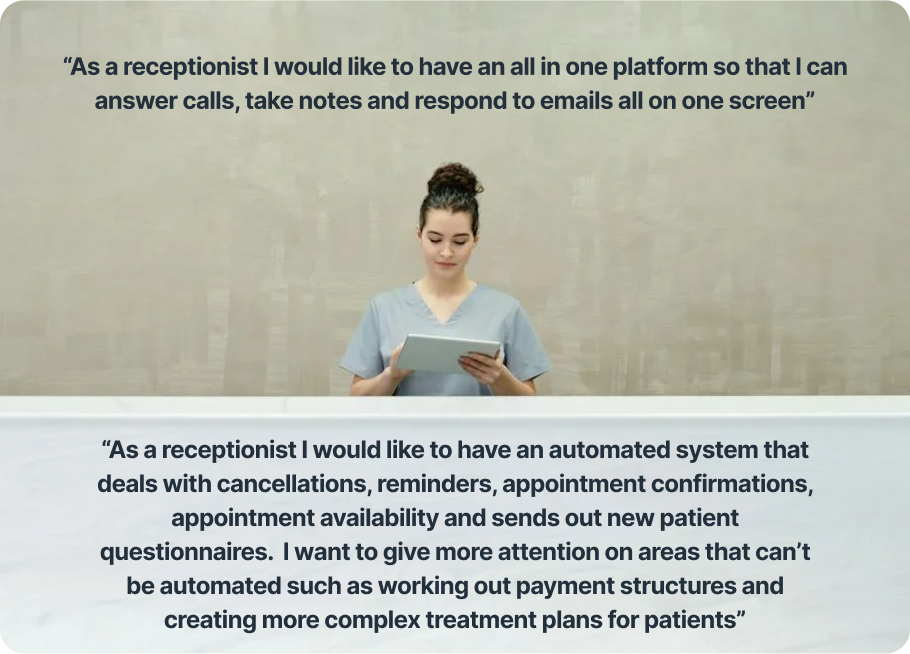 “As a receptionist I would like to have an all in one platform so that I can
answer calls, take notes and respond to emails all on one screen”
“As a receptionist I would like to have an automated system that
deals with cancellations, reminders, appointment confirmations,
appointment availability and sends out new patient
questionnaires.  I want to give more attention on areas that can’t
be automated such as working out payment structures and
creating more complex treatment plans for patients”